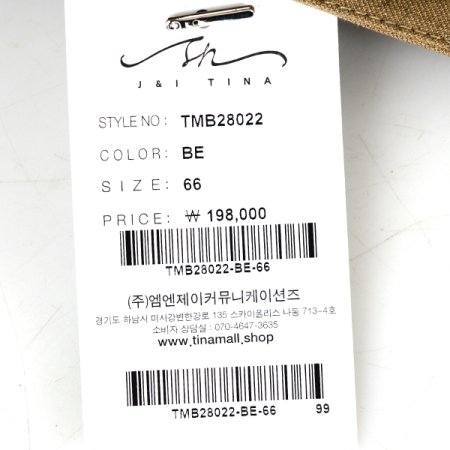 J & I TINA
STYLE NO : TMB28022
COLOR: BE
SIZE: 66
PRICE: ₩ 198,000
TMB28022-BE-66
(주)엠엔제이커뮤니케이션즈
경기도 하남시 미사강변한강로 135 스카이폴리스 나동 713-4호
소비자 상담실 : 070-4647-3635
www.tinamall.shop
TMB28022-BE-66 99